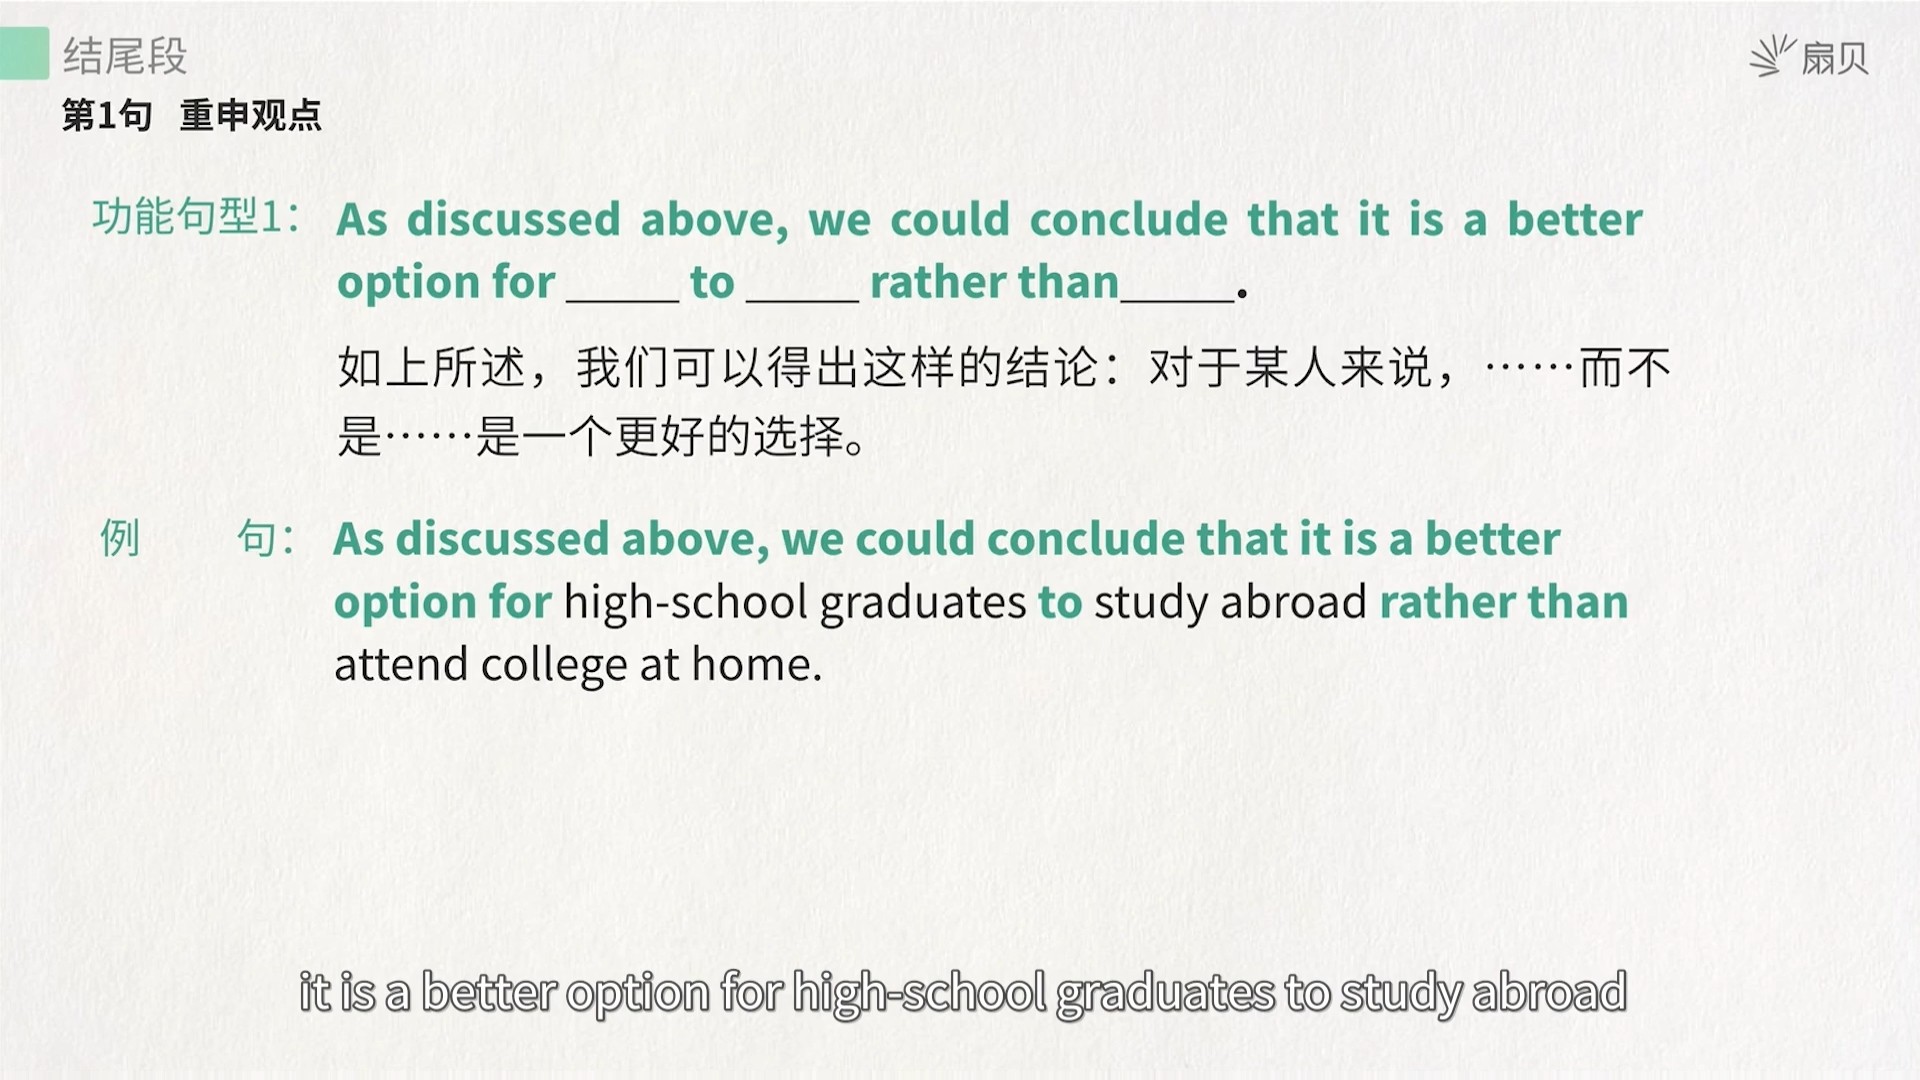 结尾段
扇贝
第1句 重申观点
功能句型1： As discussed above, we could conclude that it is a better
option for _____ to _____ rather than_____.
如上所述，我们可以得出这样的结论：对于某人来说，……而不
是……是一个更好的选择。
例 句： As discussed above, we could conclude that it is a better
option for high-school graduates to study abroad rather than
attend college at home.
it is a better option for high-school graduates to study abroad